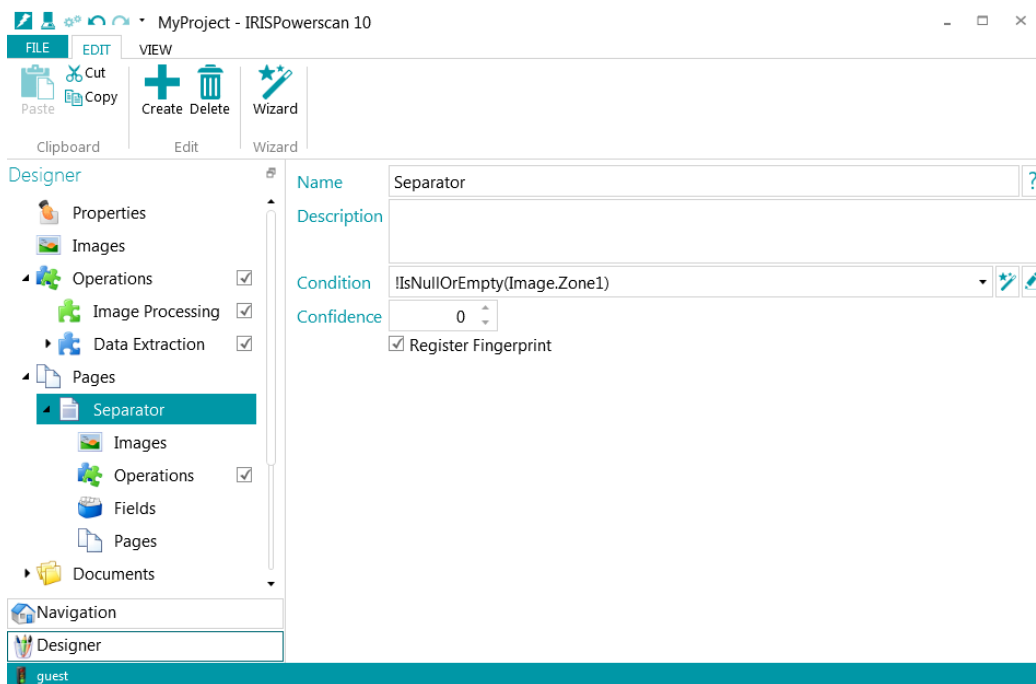 MyProject - IRISPowerscan 10
FILE EDIT VIEW
Paste Cut Copy Create Delete Wizard
Clipboard Edit Wizard
Designer
Properties
Images
Operations
Image Processing
Data Extraction
Pages
Separator
Images
Operations
Fields
Pages
Documents
Navigation
Designer
guest
Name Separator ?
Description
Condition !IsNullOrEmpty(Image.Zone1)
Confidence 0
Register Fingerprint